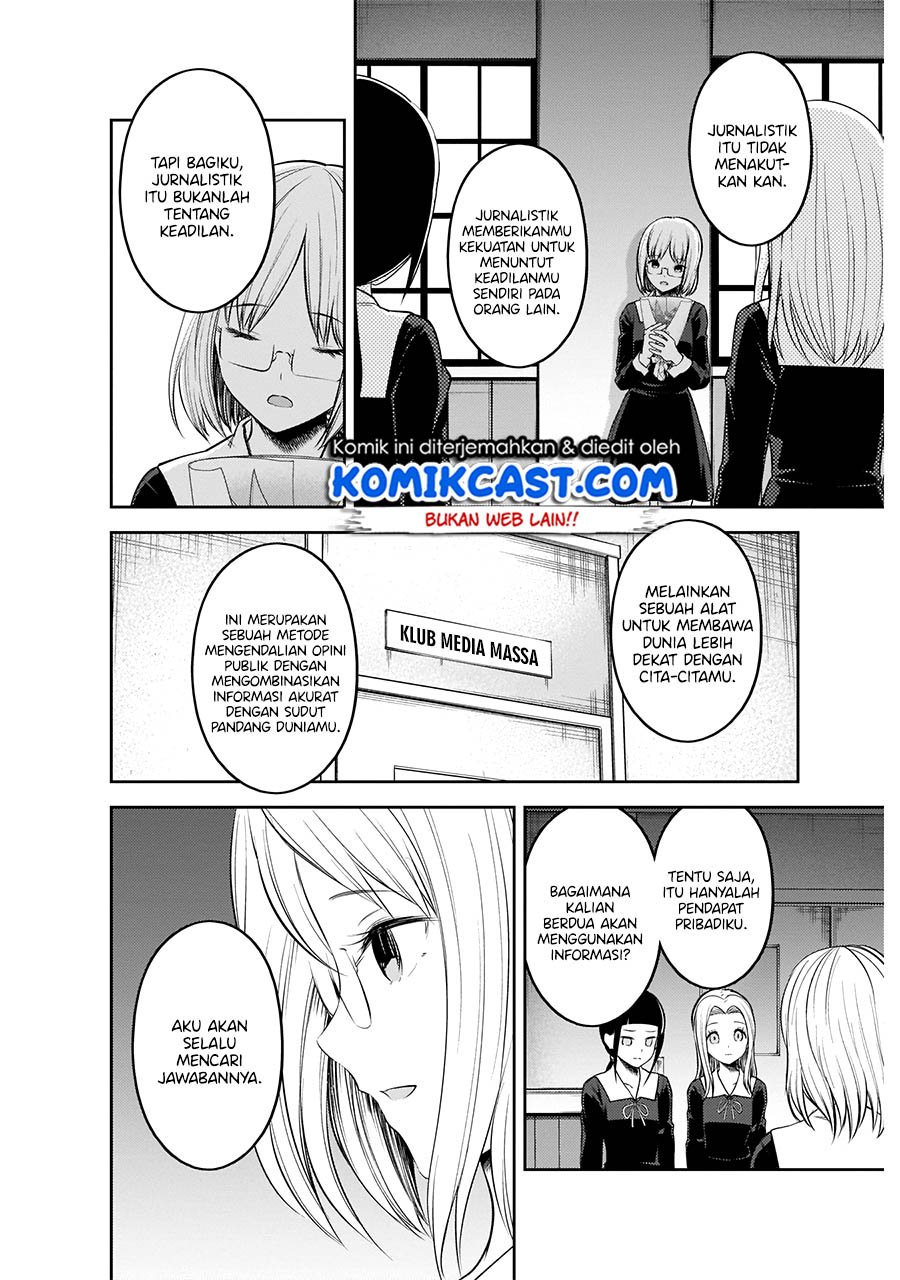 JURNALISTIK
ITU TIDAK
MENAKUT-
KAN KAN.
JURNALISTIK
MEMBERIKANMU
KEKUATAN UNTUK
MENUNTUT
KEADILANMU
SENDIRI PADA
ORANG LAIN.
TAPI BAGIKU,
JURNALISTIK
ITU BUKANLAH
TENTANG
KEADILAN.
Komik ini diterjemahkan & diedit oleh
KOMIKCAST.COM
BUKAN WEB LAIN!!
MELAINKAN
SEBUAH ALAT
UNTUK MEMBAWA
DUNIA LEBIH
DEKAT DENGAN
CITA-CITAMU.
KLUB MEDIA MASSA
INI MERUPAKAN
SEBUAH METODE
MENGENDALIAN OPINI
PUBLIK DENGAN
MENGOMBINASIKAN
INFORMASI AKURAT
DENGAN SUDUT
PANDANG DUNIAMU.
TENTU SAJA,
ITU HANYALAH
PENDAPAT
PRIBADIKU.
BAGAIMANA
KALIAN
BERDUA AKAN
MENGGUNAKAN
INFORMASI?
AKU AKAN
SELALU
MENCARI
JAWABANNYA.